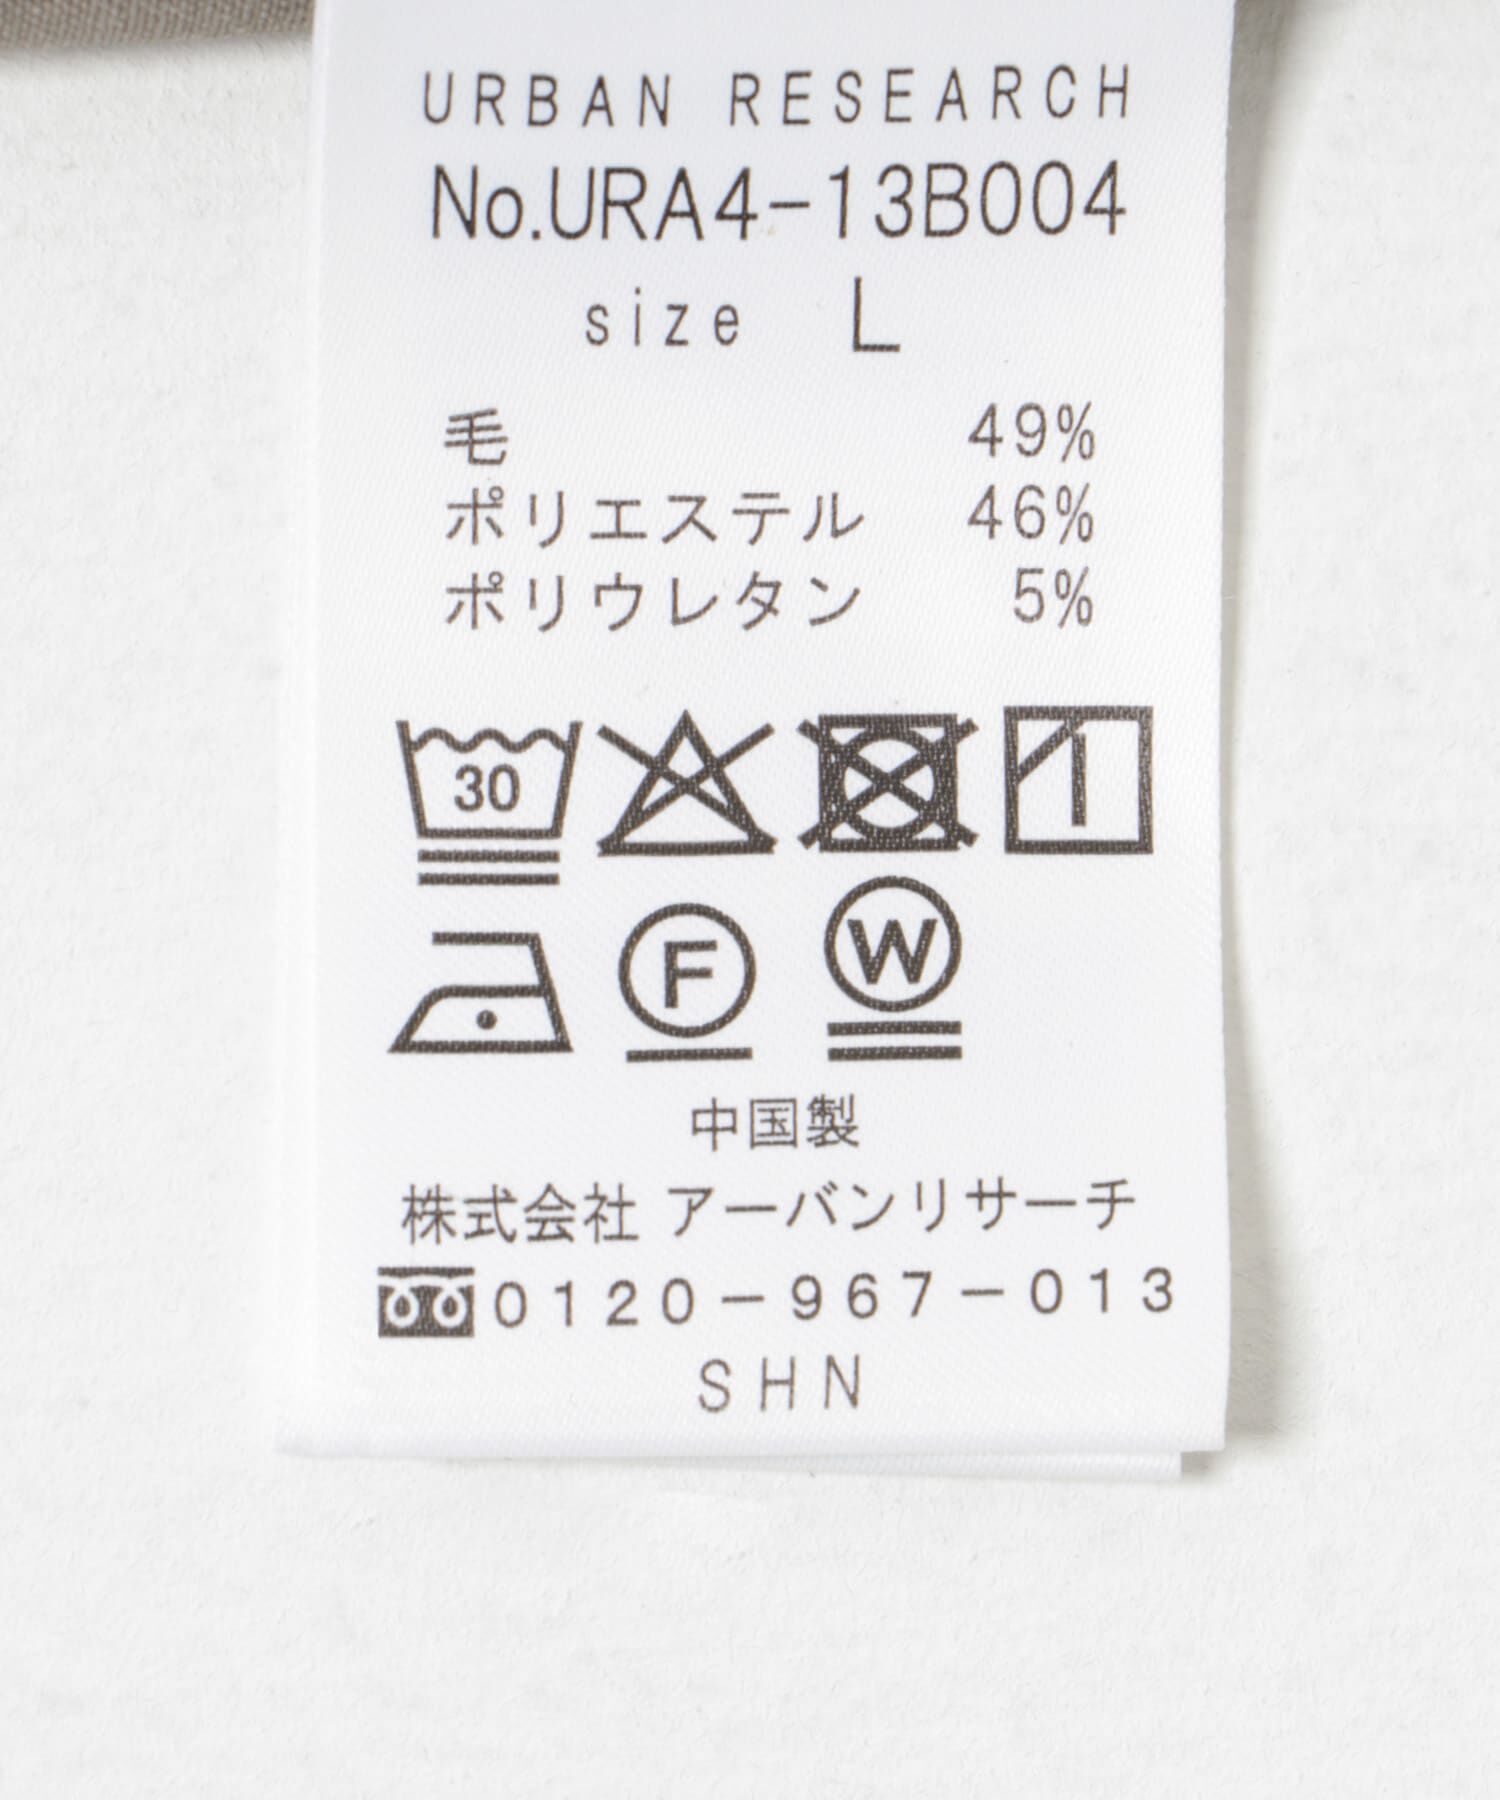 URBAN RESEARCH
No.URA4-13B004
size L
毛 49%
ポリエステル 46%
ポリウレタン 5%
30
F W
中国製
株式会社 アーバンリサーチ
0120-967-013
SHN